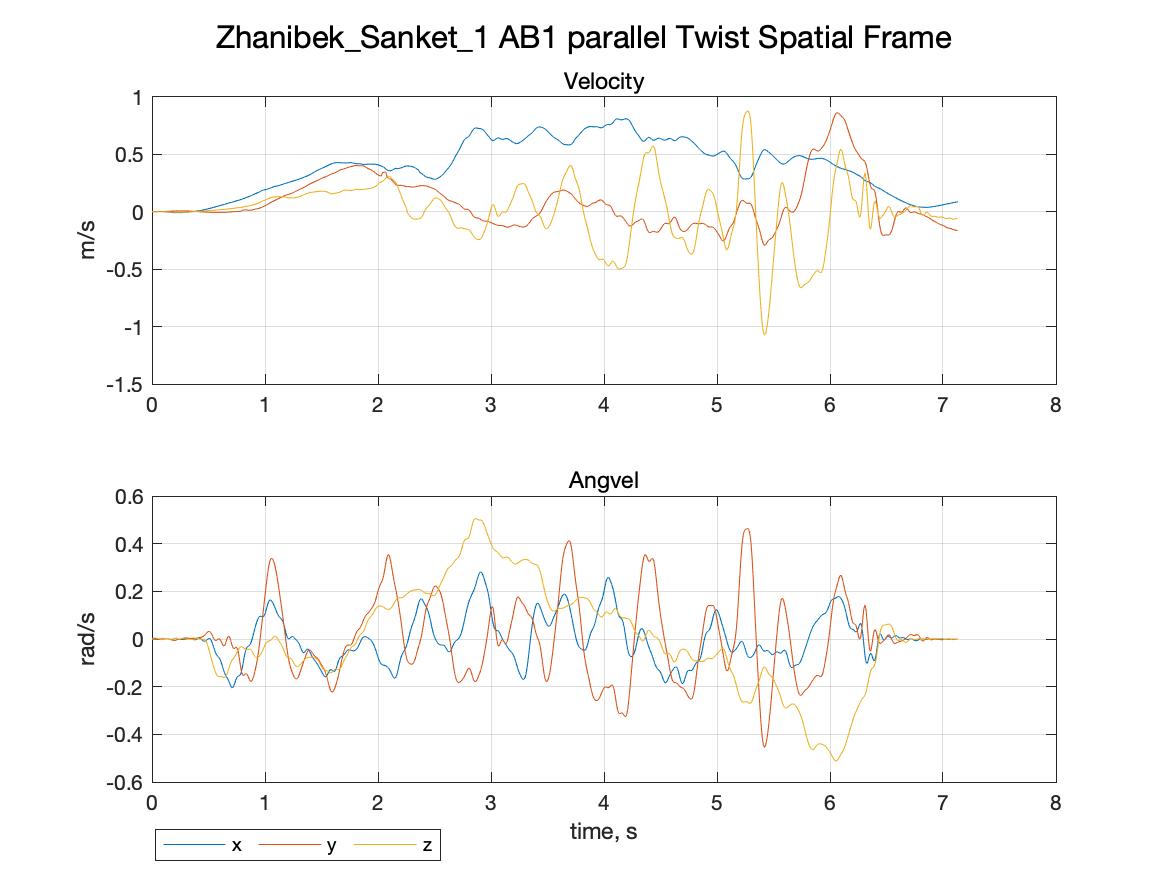 Zhanibek_Sanket_1 AB1 parallel Twist Spatial Frame
Velocity
1
0.5
0
-0.5
-1
-1.5
m/s
0 1 2 3 4 5 6 7 8
Angvel
0.6
0.4
0.2
0
-0.2
-0.4
-0.6
rad/s
0 1 2 3 4 5 6 7 8
time, s
x y z